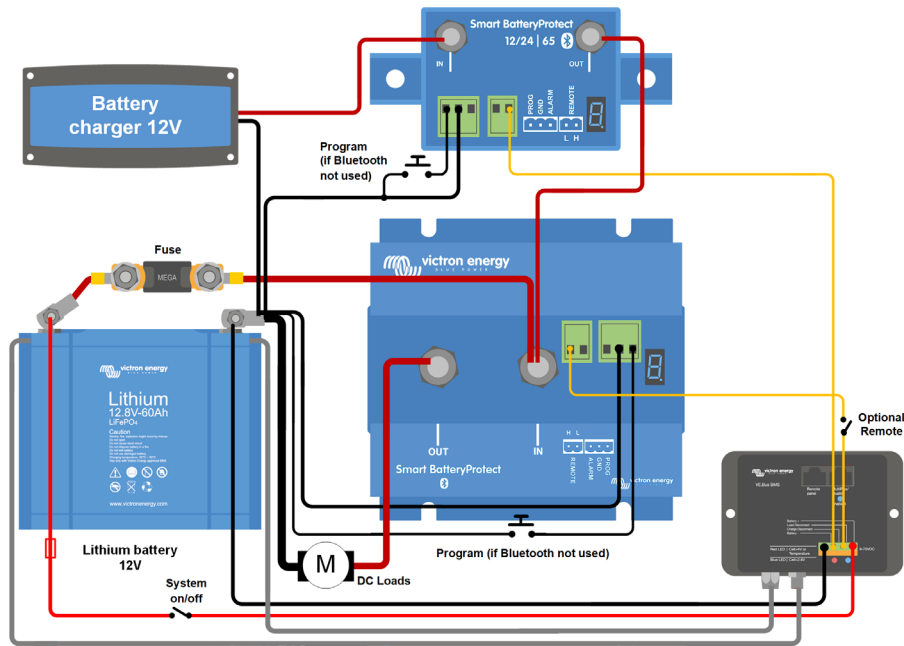 Smart BatteryProtect
12/24 | 65
IN
OUT
PROG
GND
ALARM
REMOTE
L H
Battery
charger 12V
Program
(if Bluetooth
not used)
Fuse
MEGA
victron energy
BLUE POWER
victron energy
Lithium
12.8V-60Ah
LiFePO4
Caution
www.victronenergy.com
OUT
IN
Smart BatteryProtect
H L
REMOTE
ALARM
GND
PROG
victron energy
Optional
Remote
victron energy
VE.Bus BMS
Remote
panel
Lithium battery
12V
System
on/off
M
DC Loads
Program (if Bluetooth not used)